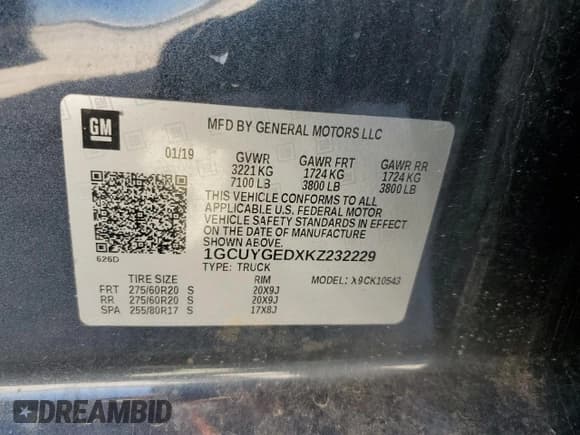 GM
MFD BY GENERAL MOTORS LLC
01/19 GVWR GAWR FRT GAWR RR
3221 KG 1724 KG 1724 KG
7100 LB 3800 LB 3800 LB
THIS VEHICLE CONFORMS TO ALL
APPLICABLE U.S. FEDERAL MOTOR
VEHICLE SAFETY STANDARDS IN EFFECT
ON THE DATE OF MANUFACTURE
SHOWN ABOVE.
626D
1GCUYGEDXKZ232229
TYPE: TRUCK MODEL: X9CK10543
TIRE SIZE RIM
FRT 275/60R20 S 20X9J
RR 275/60R20 S 20X9J
SPA 255/80R17 S 17X8J
DREAMBID